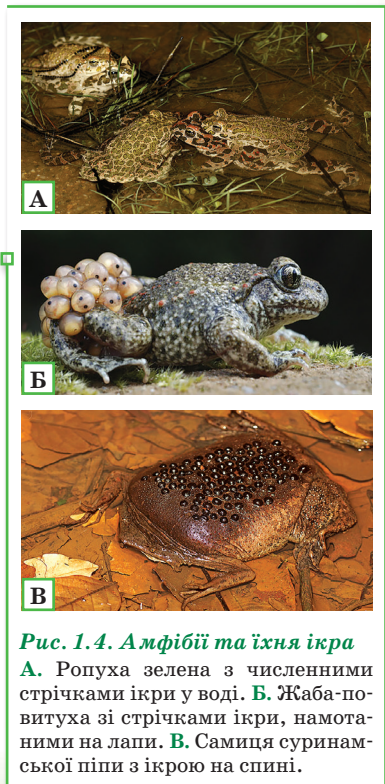 А
Б
В
Рис. 1.4. Амфібії та їхня ікра
А. Ропуха зелена з численними
стрічками ікри у воді. Б. Жаба-по-
витуха зі стрічками ікри, намота-
ними на лапи. В. Самиця суринам-
ської піпи з ікрою на спині.